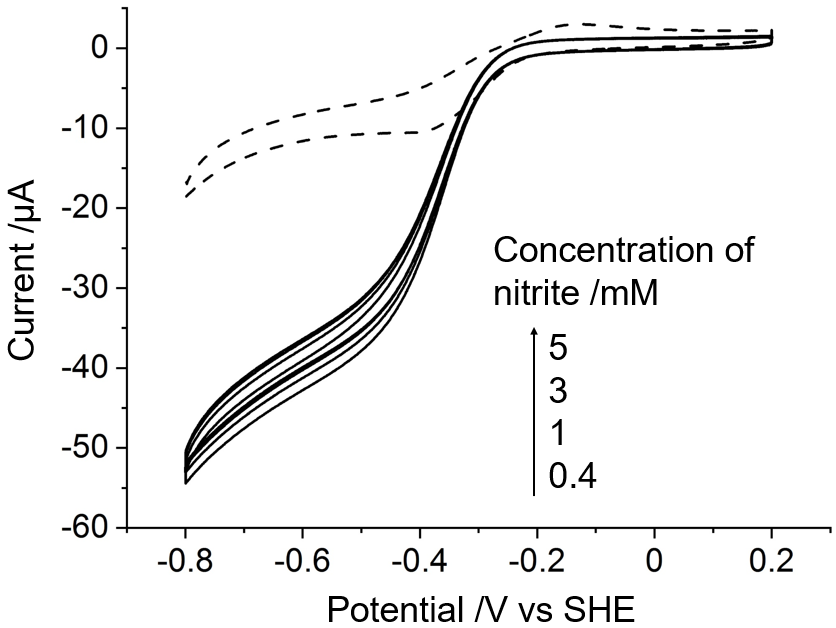 0
-10
-20
-30
-40
-50
-60
Current /µA
Concentration of
nitrite /mM
5
3
1
0.4
-0.8 -0.6 -0.4 -0.2 0 0.2
Potential /V vs SHE